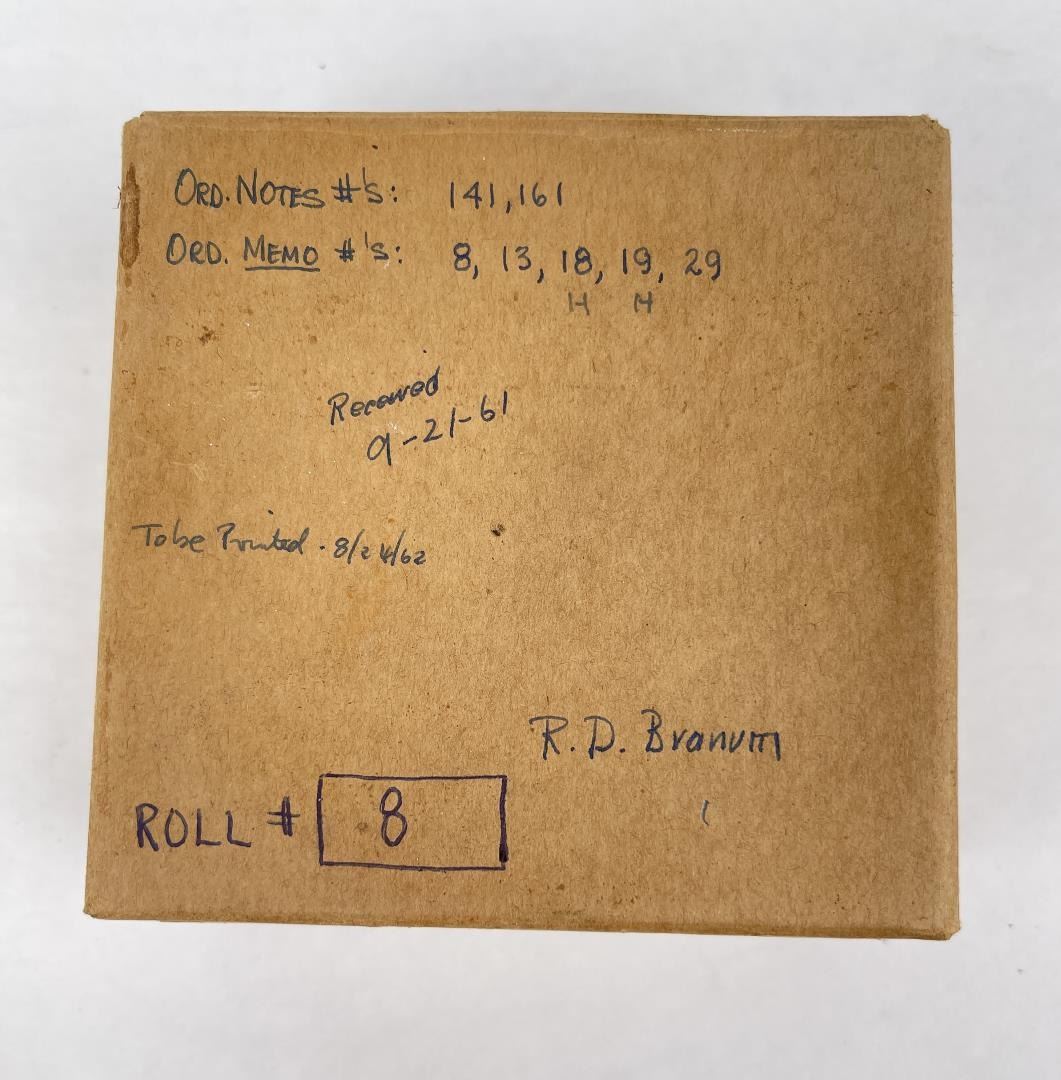 ORD. NOTES #'S: 141, 161
ORD. MEMO #'S: 8, 13, 18, 19, 29
H H
Received
9-21-61
To be Printed - 8/24/62
R. D. Branum
ROLL # 8